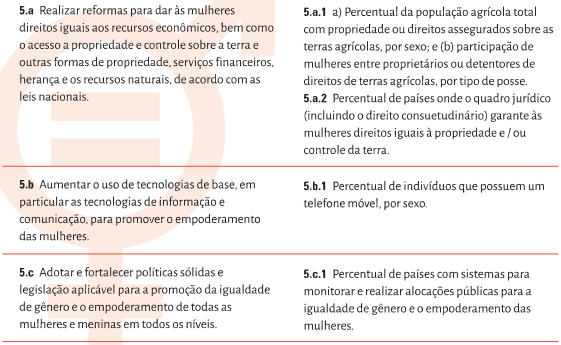 5.a Realizar reformas para dar às mulheres
direitos iguais aos recursos econômicos, bem como
o acesso a propriedade e controle sobre a terra e
outras formas de propriedade, serviços financeiros,
herança e os recursos naturais, de acordo com as
leis nacionais.
5.a.1 a) Percentual da população agrícola total
com propriedade ou direitos assegurados sobre as
terras agrícolas, por sexo; e (b) participação de
mulheres entre proprietários ou detentores de
direitos de terras agrícolas, por tipo de posse.
5.a.2 Percentual de países onde o quadro jurídico
(incluindo o direito consuetudinário) garante às
mulheres direitos iguais à propriedade e / ou
controle da terra.
5.b Aumentar o uso de tecnologias de base, em
particular as tecnologias de informação e
comunicação, para promover o empoderamento
das mulheres.
5.b.1 Percentual de indivíduos que possuem um
telefone móvel, por sexo.
5.c Adotar e fortalecer políticas sólidas e
legislação aplicável para a promoção da igualdade
de gênero e o empoderamento de todas as
mulheres e meninas em todos os níveis.
5.c.1 Percentual de países com sistemas para
monitorar e realizar alocações públicas para a
igualdade de gênero e o empoderamento das
mulheres.